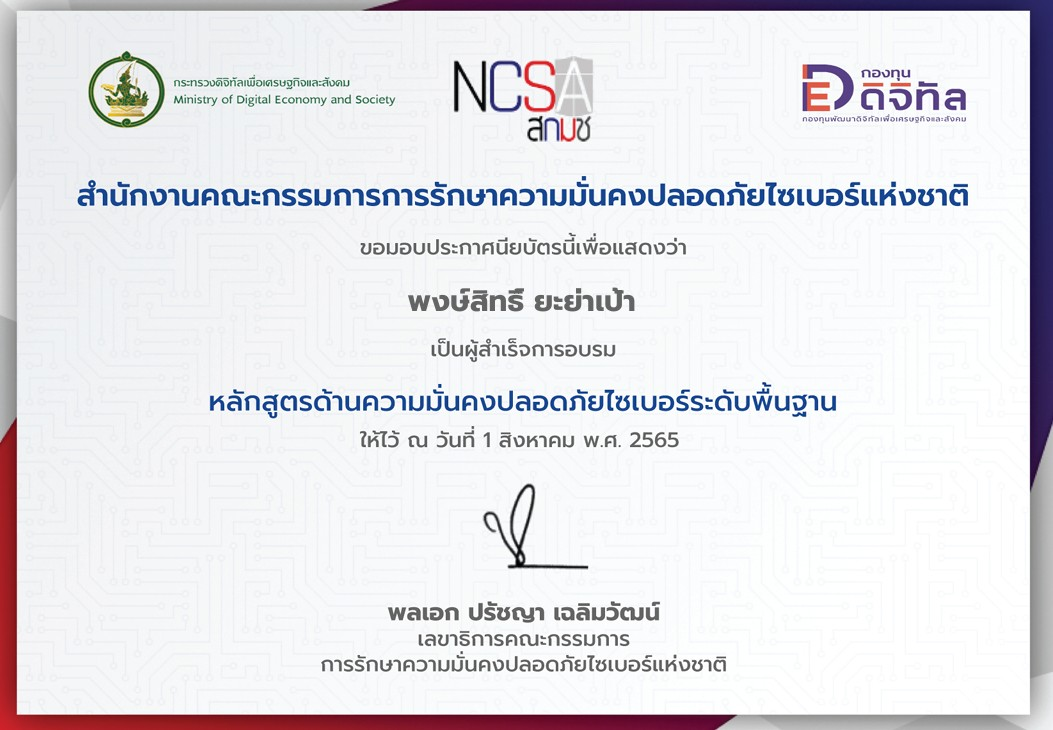 กระทรวงดิจิทัลเพื่อเศรษฐกิจและสังคม
Ministry of Digital Economy and Society
NCSA
สกมช
กองทุน
DE ดิจิทัล
กองทุนพัฒนาดิจิทัลเพื่อเศรษฐกิจและสังคม
สำนักงานคณะกรรมการการรักษาความมั่นคงปลอดภัยไซเบอร์แห่งชาติ
ขอมอบประกาศนียบัตรนี้เพื่อแสดงว่า
พงษ์สิทธิ์ ยะย่าเป้า
เป็นผู้สำเร็จการอบรม
หลักสูตรด้านความมั่นคงปลอดภัยไซเบอร์ระดับพื้นฐาน
ให้ไว้ ณ วันที่ 1 สิงหาคม พ.ศ. 2565
พลเอก ปรัชญา เฉลิมวัฒน์
เลขาธิการคณะกรรมการ
การรักษาความมั่นคงปลอดภัยไซเบอร์แห่งชาติ